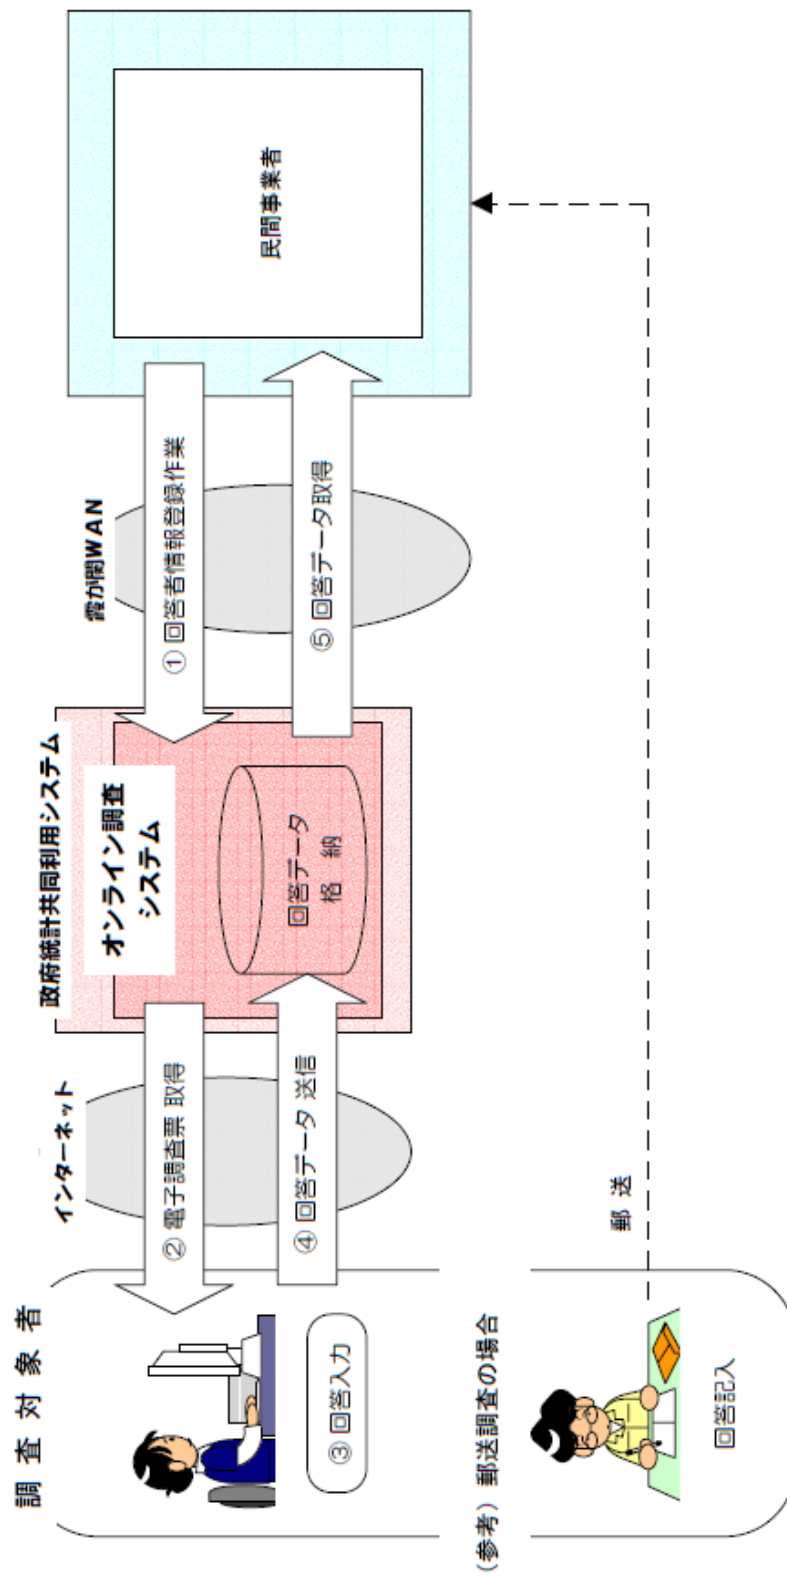 調査対象者
インターネット
政府統計共同利用システム
霞が関WAN
オンライン調査
システム
民間事業者
① 回答者情報登録作業
② 電子調査票 取得
③ 回答入力
④ 回答データ 送信
回答データ
格 納
⑤ 回答データ取得
(参考) 郵送調査の場合
回答記入
郵 送